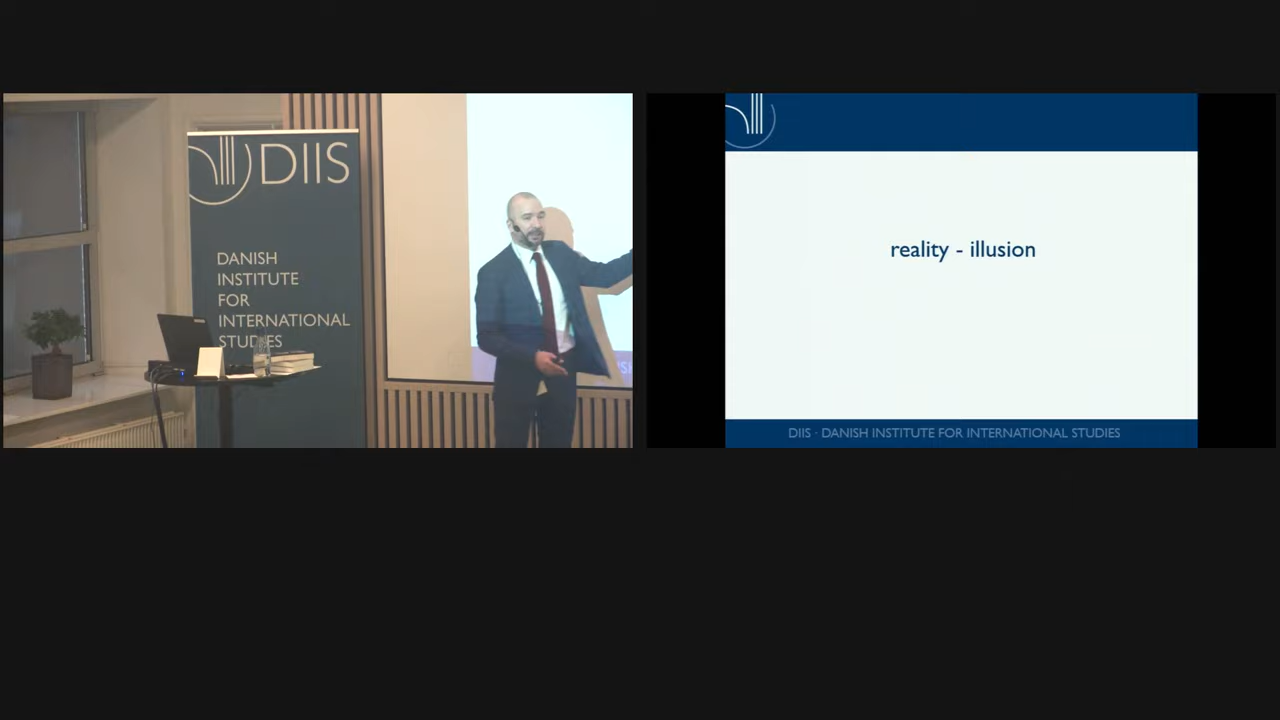 DIIS
DANISH
INSTITUTE
FOR
INTERNATIONAL
STUDIES
reality - illusion
DIIS · DANISH INSTITUTE FOR INTERNATIONAL STUDIES